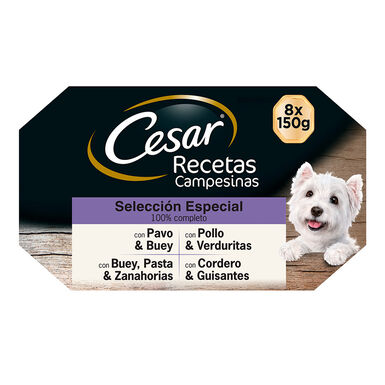 8x
150g
Cesar®
Recetas
Campesinas
Selección Especial
100% completo
con Pavo
& Buey
con Pollo
& Verduritas
con Buey, Pasta
& Zanahorias
con Cordero
& Guisantes